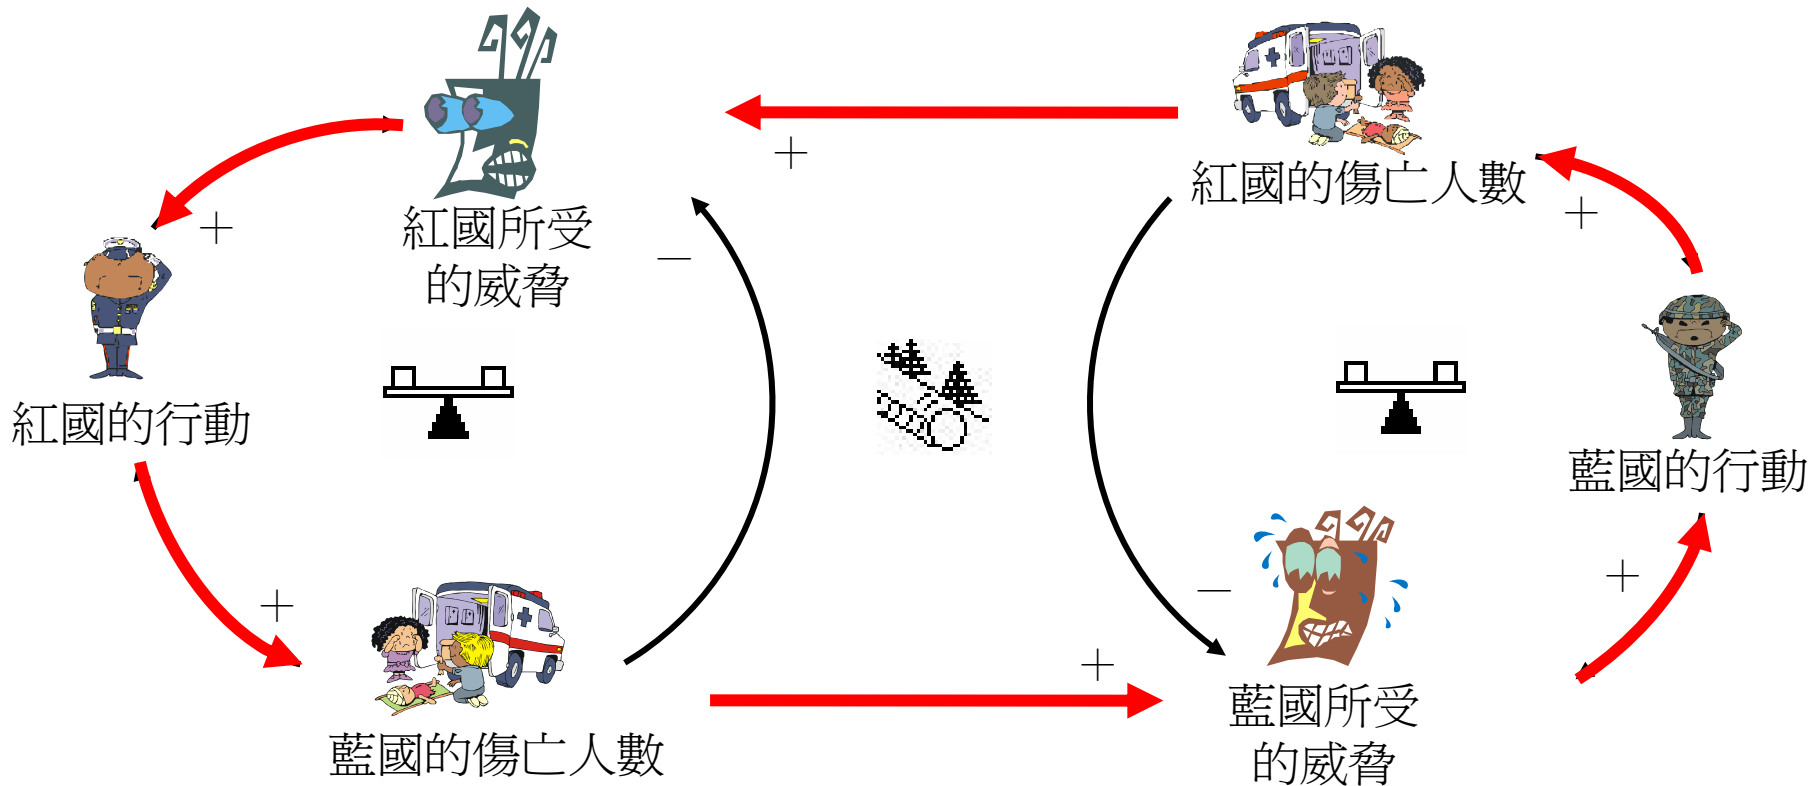 紅國的傷亡人數
＋
＋
＋
紅國所受
的威脅
－
紅國的行動
藍國的行動
＋
＋
－
＋
藍國所受
的威脅
藍國的傷亡人數